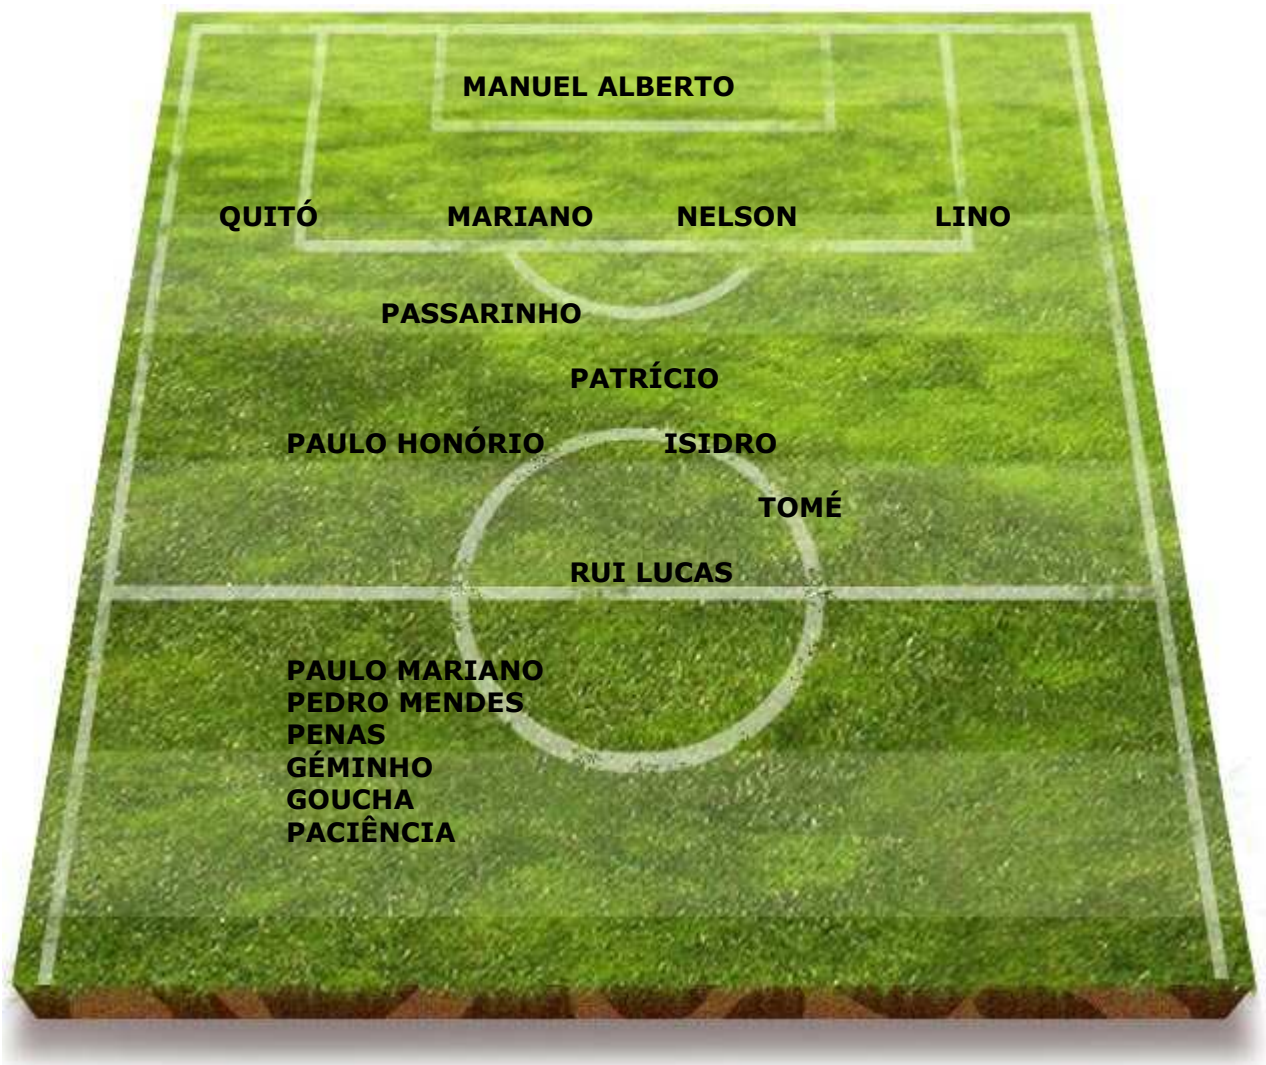 MANUEL ALBERTO
QUITÓ MARIANO NELSON LINO
PASSARINHO
PATRÍCIO
PAULO HONÓRIO ISIDRO
TOMÉ
RUI LUCAS
PAULO MARIANO
PEDRO MENDES
PENAS
GÉMINHO
GOUCHA
PACIÊNCIA